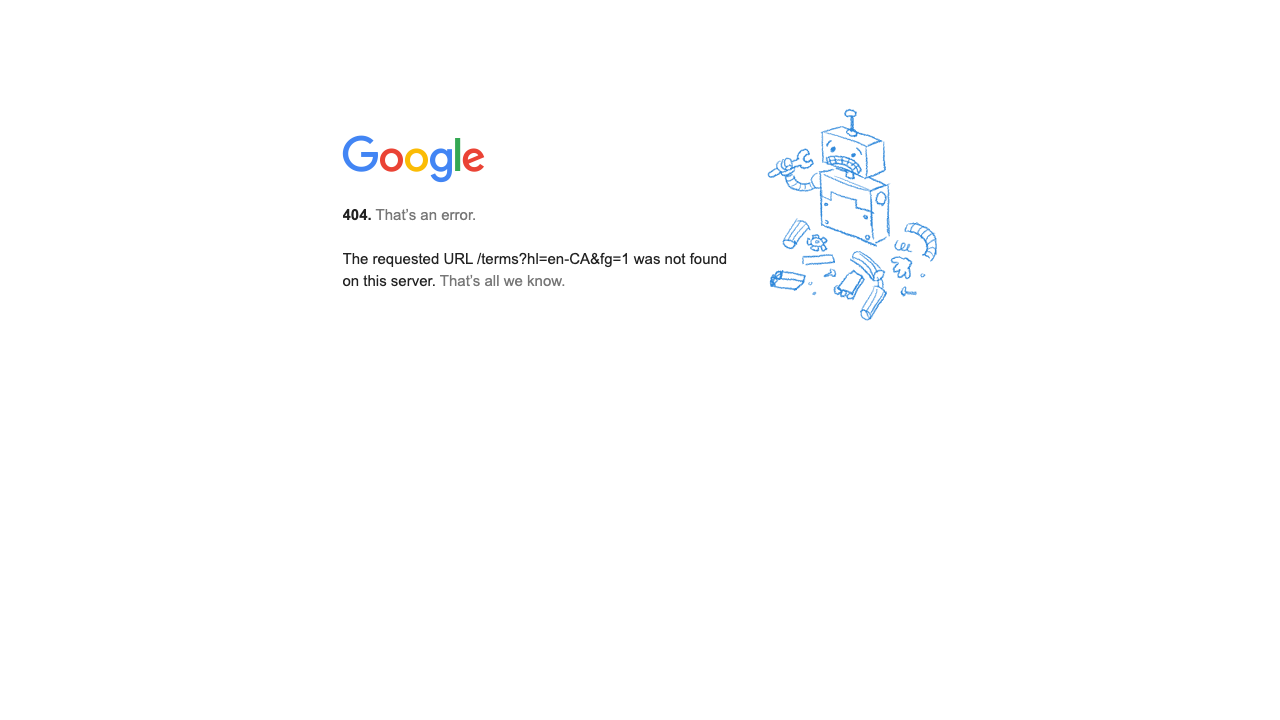 Google
404. That’s an error.
The requested URL /terms?hl=en-CA&fg=1 was not found
on this server. That’s all we know.